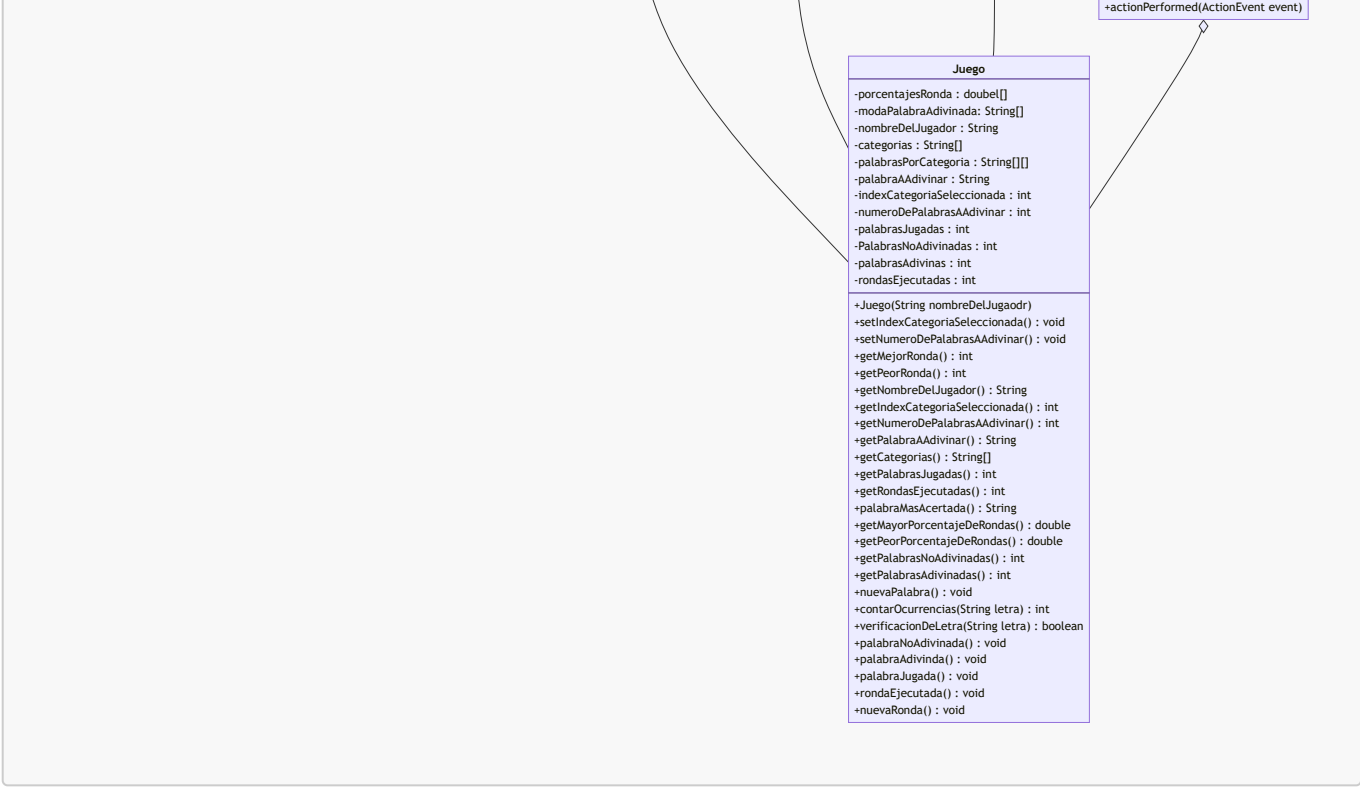 +actionPerformed(ActionEvent event)
Juego
-porcentajesRonda : doubel[]
-modaPalabraAdivinada: String[]
-nombreDelJugador : String
-categorias : String[]
-palabrasPorCategoria : String[][]
-palabraAAdivinar : String
-indexCategoriaSeleccionada : int
-numeroDePalabrasAAdivinar : int
-palabrasJugadas : int
-PalabrasNoAdivinadas : int
-palabrasAdivinas : int
-rondasEjecutadas : int
+Juego(String nombreDelJugaodr)
+setIndexCategoriaSeleccionada() : void
+setNumeroDePalabrasAAdivinar() : void
+getMejorRonda() : int
+getPeorRonda() : int
+getNombreDelJugador() : String
+getIndexCategoriaSeleccionada() : int
+getNumeroDePalabrasAAdivinar() : int
+getPalabraAAdivinar() : String
+getCategorias() : String[]
+getPalabrasJugadas() : int
+getRondasEjecutadas() : int
+palabraMasAcertada() : String
+getMayorPorcentajeDeRondas() : double
+getPeorPorcentajeDeRondas() : double
+getPalabrasNoAdivinadas() : int
+getPalabrasAdivinadas() : int
+nuevaPalabra() : void
+contarOcurrencias(String letra) : int
+verificacionDeLetra(String letra) : boolean
+palabraNoAdivinada() : void
+palabraAdivinda() : void
+palabraJugada() : void
+rondaEjecutada() : void
+nuevaRonda() : void